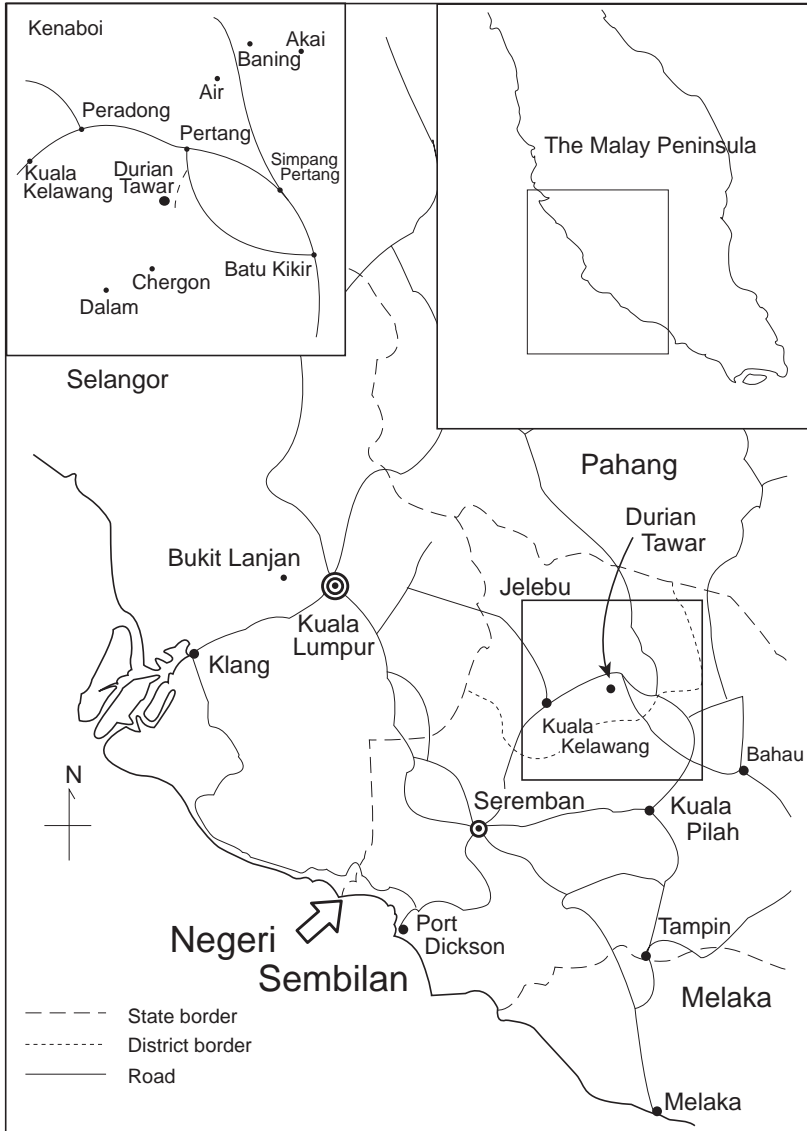 Kenaboi
Akai
Baning
Air
Peradong
Pertang
Simpang
Pertang
Durian
Tawar
Kuala
Kelawang
Batu Kikir
Chergon
Dalam
The Malay Peninsula
Selangor
Pahang
Durian
Tawar
Bukit Lanjan
Jelebu
Kuala
Lumpur
Klang
Kuala
Kelawang
Bahau
N
Seremban
Kuala
Pilah
Negeri
Sembilan
Port
Dickson
Tampin
Melaka
State border
District border
Road
Melaka